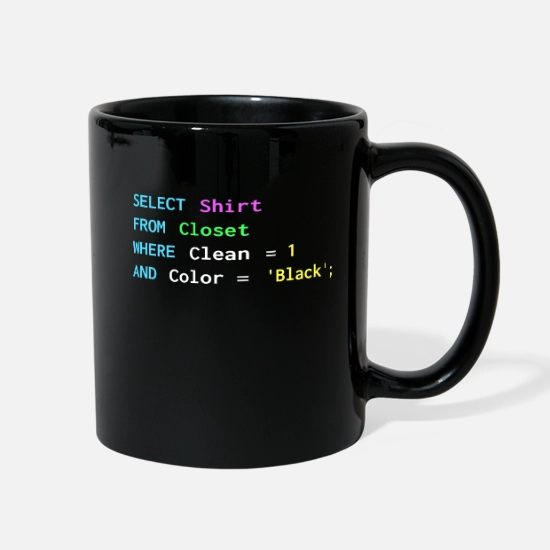 SELECT Shirt
FROM Closet
WHERE Clean = 1
AND Color = 'Black';